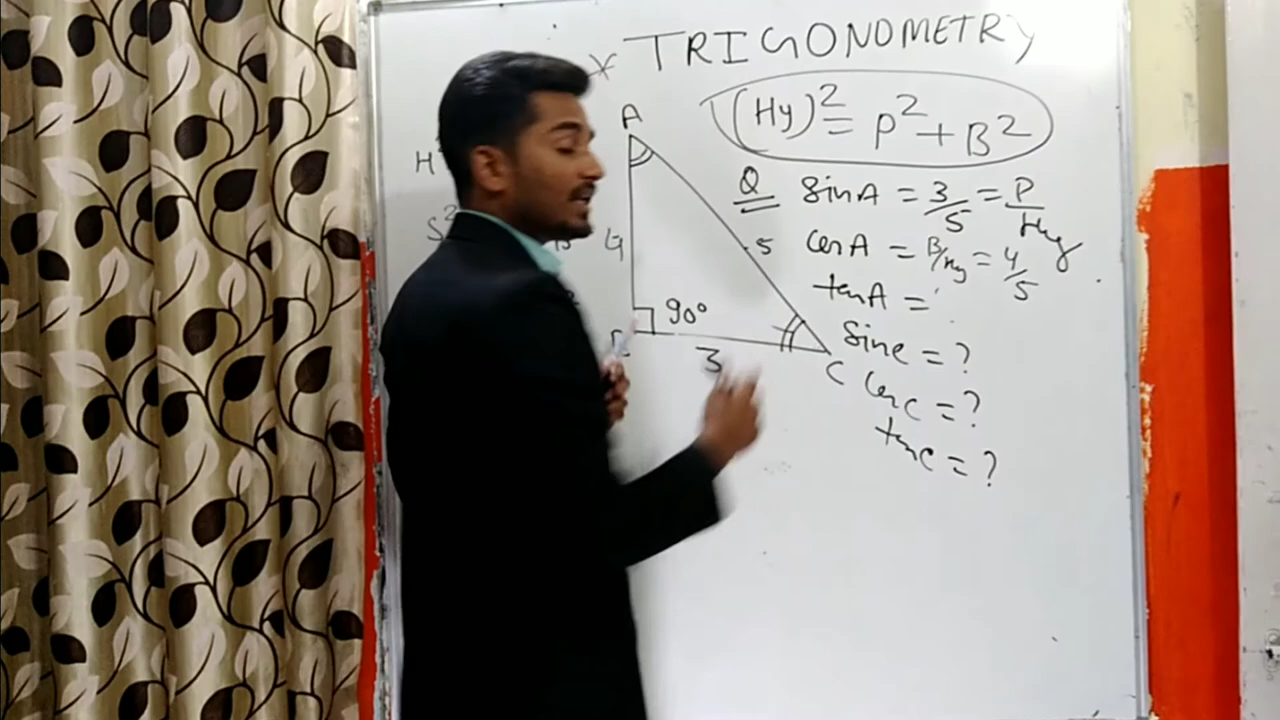 TRIGONOMETRY
(Hy)² = P² + B²
A
H
Q sinA = 3/5 = P/Hy
S²
4
5
cosA = B/Hy = 4/5
tanA =
90°
sinc = ?
3
C
cosc = ?
tanc = ?